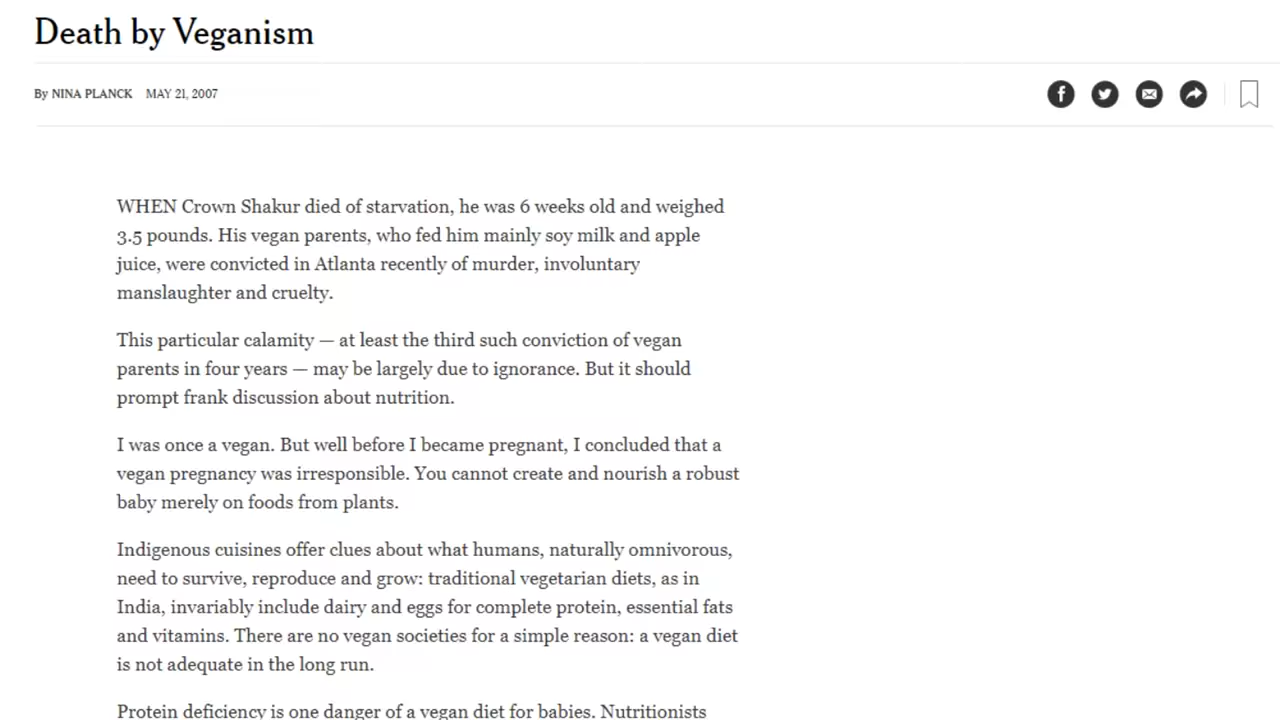 Death by Veganism
By NINA PLANCK MAY 21, 2007
WHEN Crown Shakur died of starvation, he was 6 weeks old and weighed
3.5 pounds. His vegan parents, who fed him mainly soy milk and apple
juice, were convicted in Atlanta recently of murder, involuntary
manslaughter and cruelty.
This particular calamity — at least the third such conviction of vegan
parents in four years — may be largely due to ignorance. But it should
prompt frank discussion about nutrition.
I was once a vegan. But well before I became pregnant, I concluded that a
vegan pregnancy was irresponsible. You cannot create and nourish a robust
baby merely on foods from plants.
Indigenous cuisines offer clues about what humans, naturally omnivorous,
need to survive, reproduce and grow: traditional vegetarian diets, as in
India, invariably include dairy and eggs for complete protein, essential fats
and vitamins. There are no vegan societies for a simple reason: a vegan diet
is not adequate in the long run.
Protein deficiency is one danger of a vegan diet for babies. Nutritionists